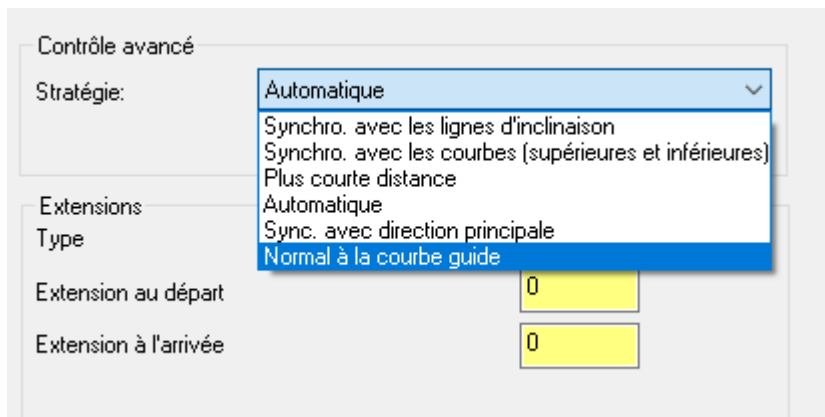 Contrôle avancé
Stratégie: Automatique
Synchro. avec les lignes d'inclinaison
Synchro. avec les courbes (supérieures et inférieures)
Plus courte distance
Automatique
Sync. avec direction principale
Normal à la courbe guide
Extensions
Type
Extension au départ 0
Extension à l'arrivée 0